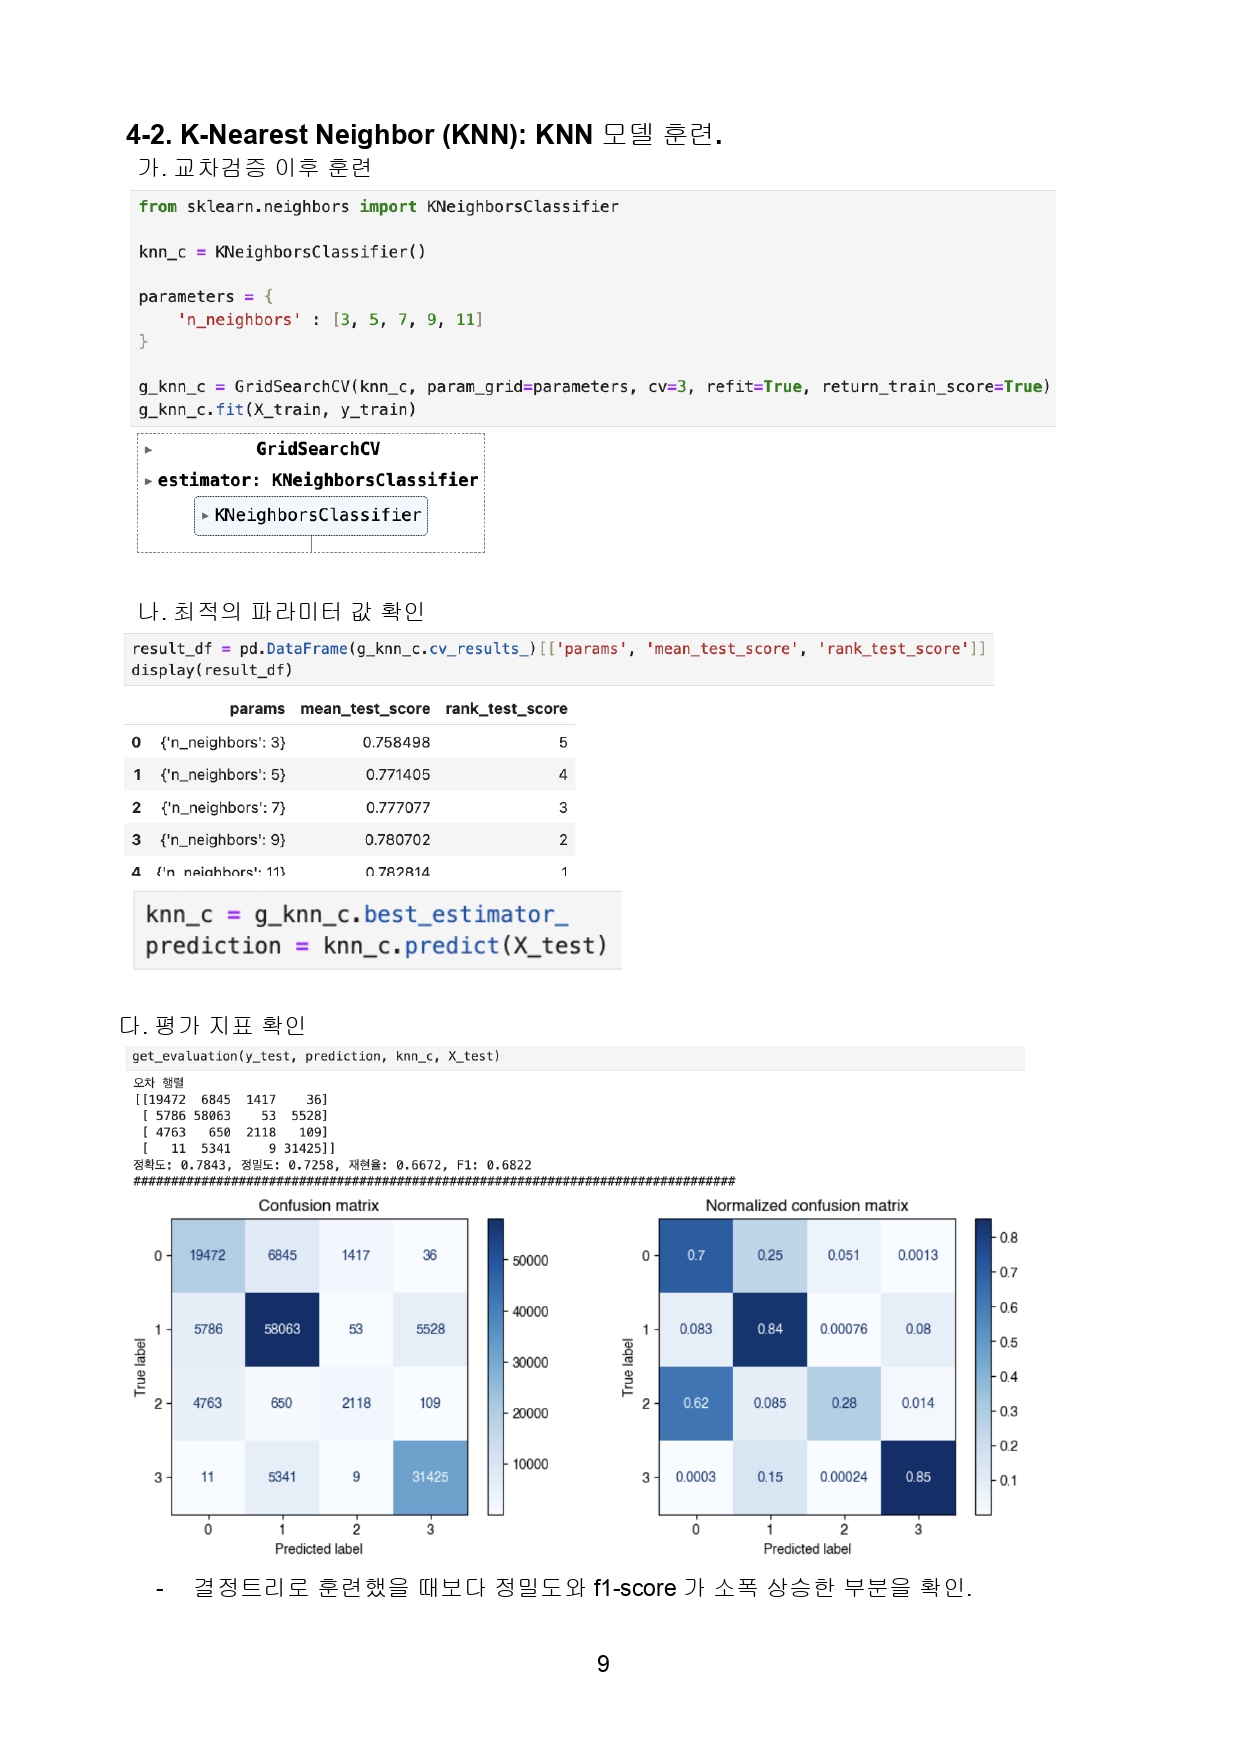 4-2. K-Nearest Neighbor (KNN): KNN 모델 훈련.
가. 교차검증 이후 훈련
from sklearn.neighbors import KNeighborsClassifier
knn_c = KNeighborsClassifier()
parameters = {
'n_neighbors' : [3, 5, 7, 9, 11]
}
g_knn_c = GridSearchCV(knn_c, param_grid=parameters, cv=3, refit=True, return_train_score=True)
g_knn_c.fit(X_train, y_train)
GridSearchCV
estimator: KNeighborsClassifier
KNeighborsClassifier
나. 최적의 파라미터 값 확인
result_df = pd.DataFrame(g_knn_c.cv_results_)[['params', 'mean_test_score', 'rank_test_score']]
display(result_df)
params mean_test_score rank_test_score
0 {'n_neighbors': 3} 0.758498 5
1 {'n_neighbors': 5} 0.771405 4
2 {'n_neighbors': 7} 0.777077 3
3 {'n_neighbors': 9} 0.780702 2
4 {'n_neighbors': 11} 0.782814 1
knn_c = g_knn_c.best_estimator_
prediction = knn_c.predict(X_test)
다. 평가 지표 확인
get_evaluation(y_test, prediction, knn_c, X_test)
오차 행렬
[[19472 6845 1417 36]
[ 5786 58063 53 5528]
[ 4763 650 2118 109]
[ 11 5341 9 31425]]
정확도: 0.7843, 정밀도: 0.7258, 재현율: 0.6672, F1: 0.6822
################################################################################
Confusion matrix
0 19472 6845 1417 36
1 5786 58063 53 5528
2 4763 650 2118 109
3 11 5341 9 31425
0 1 2 3
Predicted label
True label
50000
40000
30000
20000
10000
Normalized confusion matrix
0 0.7 0.25 0.051 0.0013
1 0.083 0.84 0.00076 0.08
2 0.62 0.085 0.28 0.014
3 0.0003 0.15 0.00024 0.85
0 1 2 3
Predicted label
True label
0.8
0.7
0.6
0.5
0.4
0.3
0.2
0.1
- 결정트리로 훈련했을 때보다 정밀도와 f1-score 가 소폭 상승한 부분을 확인.
9